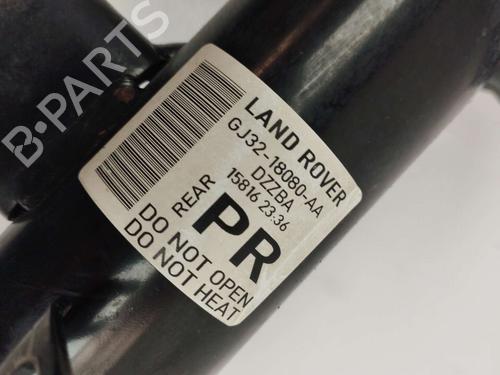 B-PARTS
LAND ROVER
GJ32-18080-AA
DZZBA
15816 23:36
REAR
PR
DO NOT OPEN
DO NOT HEAT